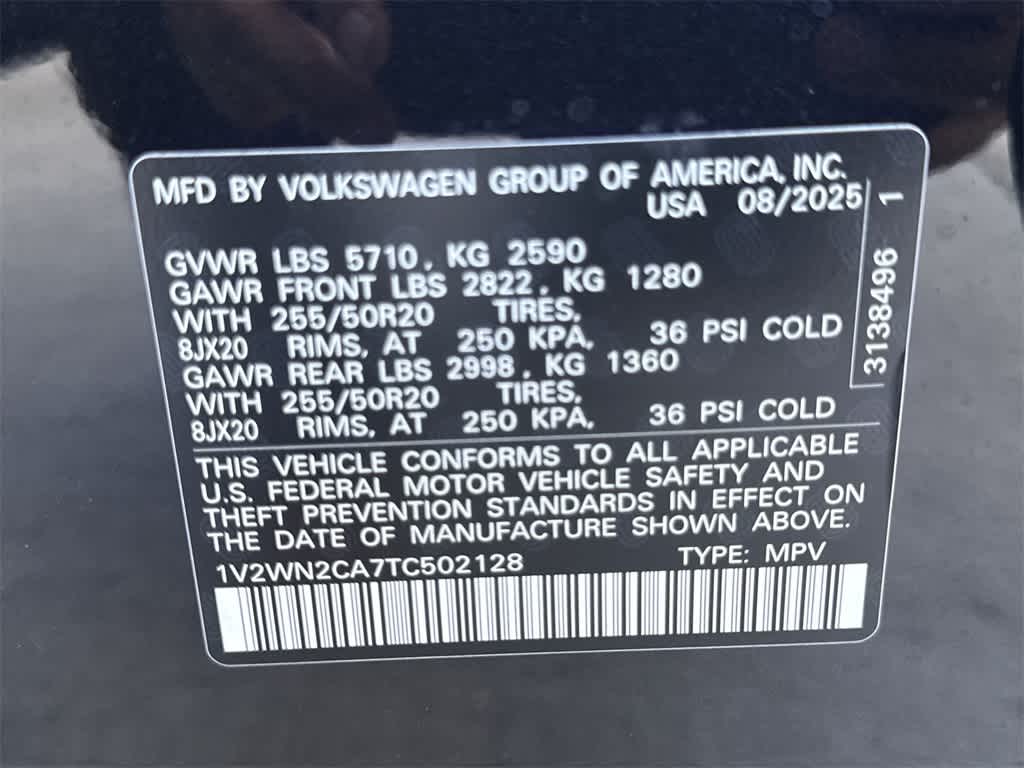 MFD BY VOLKSWAGEN GROUP OF AMERICA, INC.
USA 08/2025
GVWR LBS 5710, KG 2590
GAWR FRONT LBS 2822, KG 1280
WITH 255/50R20 TIRES,
8JX20 RIMS, AT 250 KPA, 36 PSI COLD
GAWR REAR LBS 2998, KG 1360
WITH 255/50R20 TIRES,
8JX20 RIMS, AT 250 KPA, 36 PSI COLD
3138496 1
THIS VEHICLE CONFORMS TO ALL APPLICABLE
U.S. FEDERAL MOTOR VEHICLE SAFETY AND
THEFT PREVENTION STANDARDS IN EFFECT ON
THE DATE OF MANUFACTURE SHOWN ABOVE.
1V2WN2CA7TC502128 TYPE: MPV